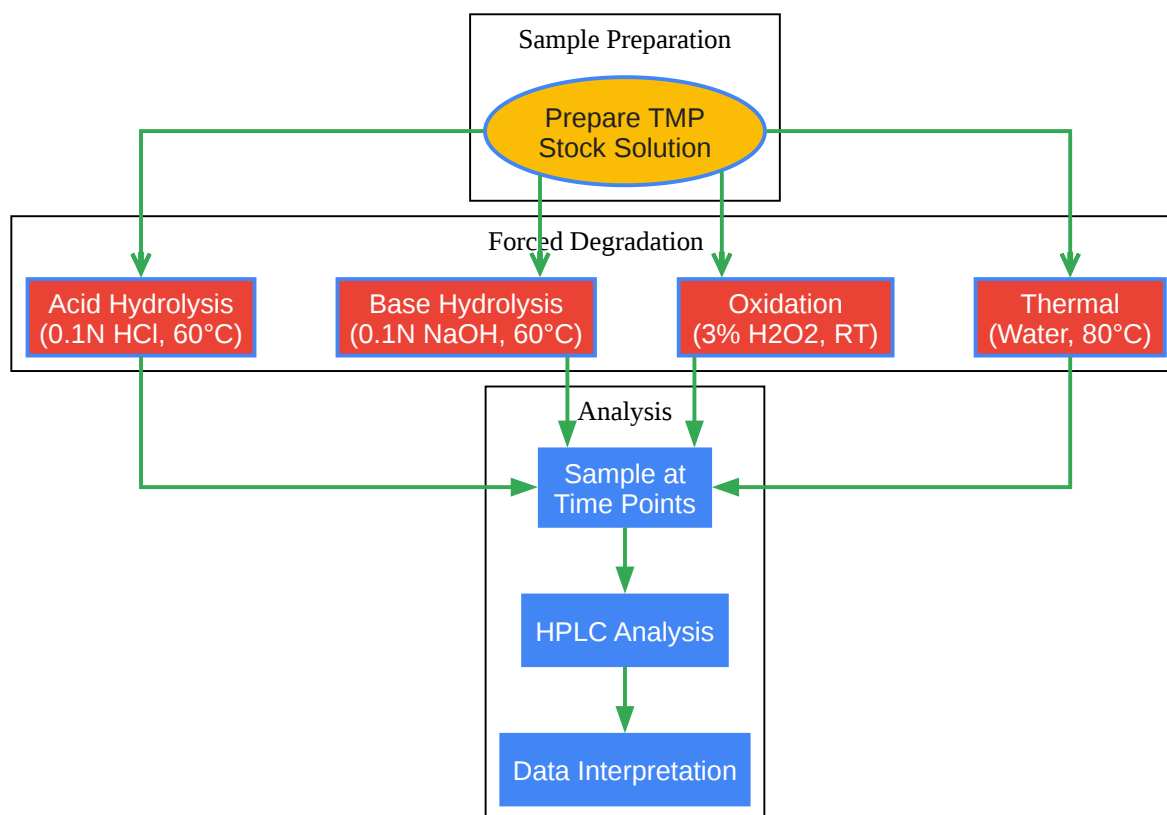 Sample Preparation
Prepare TMP
Stock Solution
Forced Degradation
Acid Hydrolysis
(0.1N HCl, 60°C)
Base Hydrolysis
(0.1N NaOH, 60°C)
Oxidation
(3% H2O2, RT)
Thermal
(Water, 80°C)
Analysis
Sample at
Time Points
HPLC Analysis
Data Interpretation